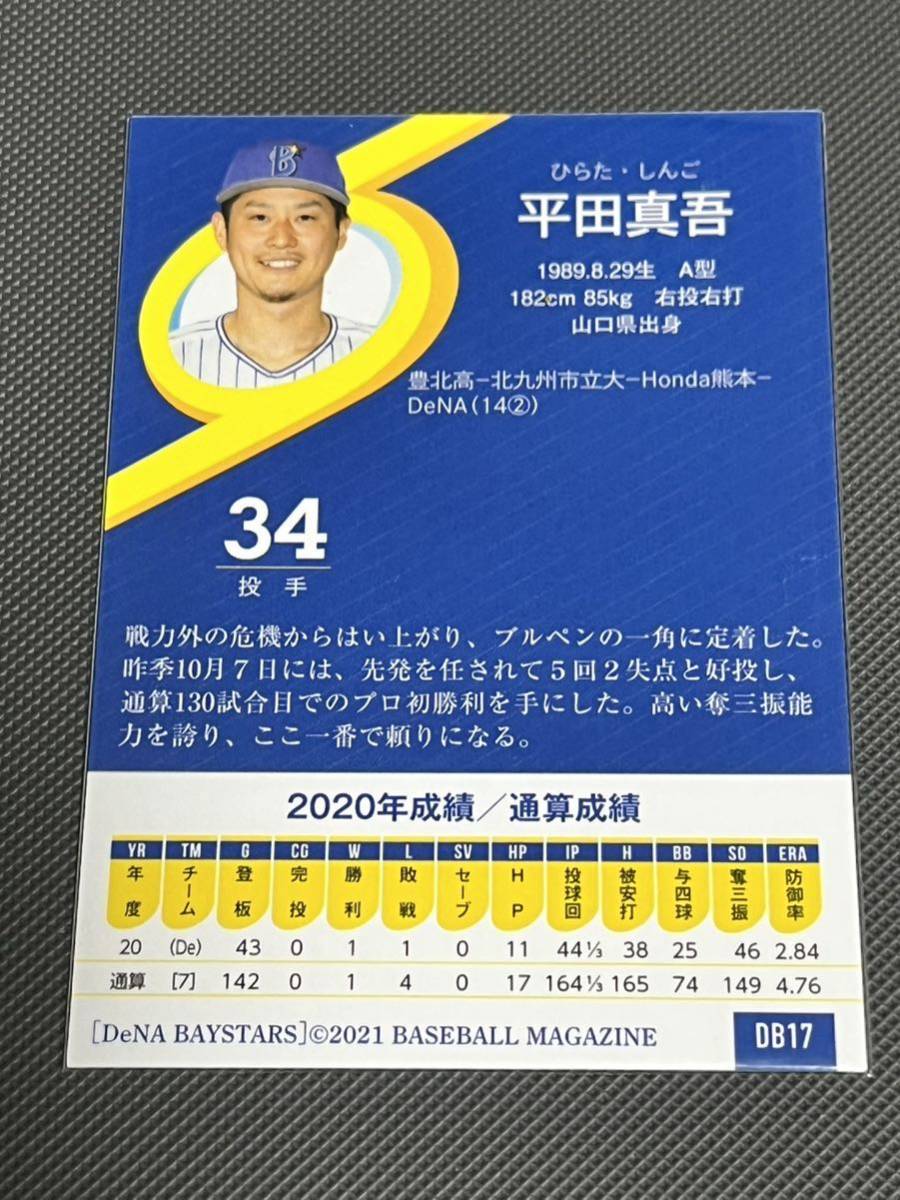 B
ひらた・しんご
平田真吾
1989.8.29生 A型
182cm 85kg 右投右打
山口県出身
豊北高−北九州市立大−Honda熊本−
DeNA(14②)
34
投手
戦力外の危機からはい上がり、ブルペンの一角に定着した。
昨季10月7日には、先発を任されて5回2失点と好投し、
通算130試合目でのプロ初勝利を手にした。高い奪三振能
力を誇り、ここ一番で頼りになる。
2020年成績/通算成績
YR TM G CG W L SV HP IP H BB SO ERA
年度 チーム 登板 完投 勝利 敗戦 セーブ HP 投球回 被安打 与四球 奪三振 防御率
20 (De) 43 0 1 1 0 11 44⅓ 38 25 46 2.84
通算 [7] 142 0 1 4 0 17 164⅓ 165 74 149 4.76
[DeNA BAYSTARS]©2021 BASEBALL MAGAZINE
DB17